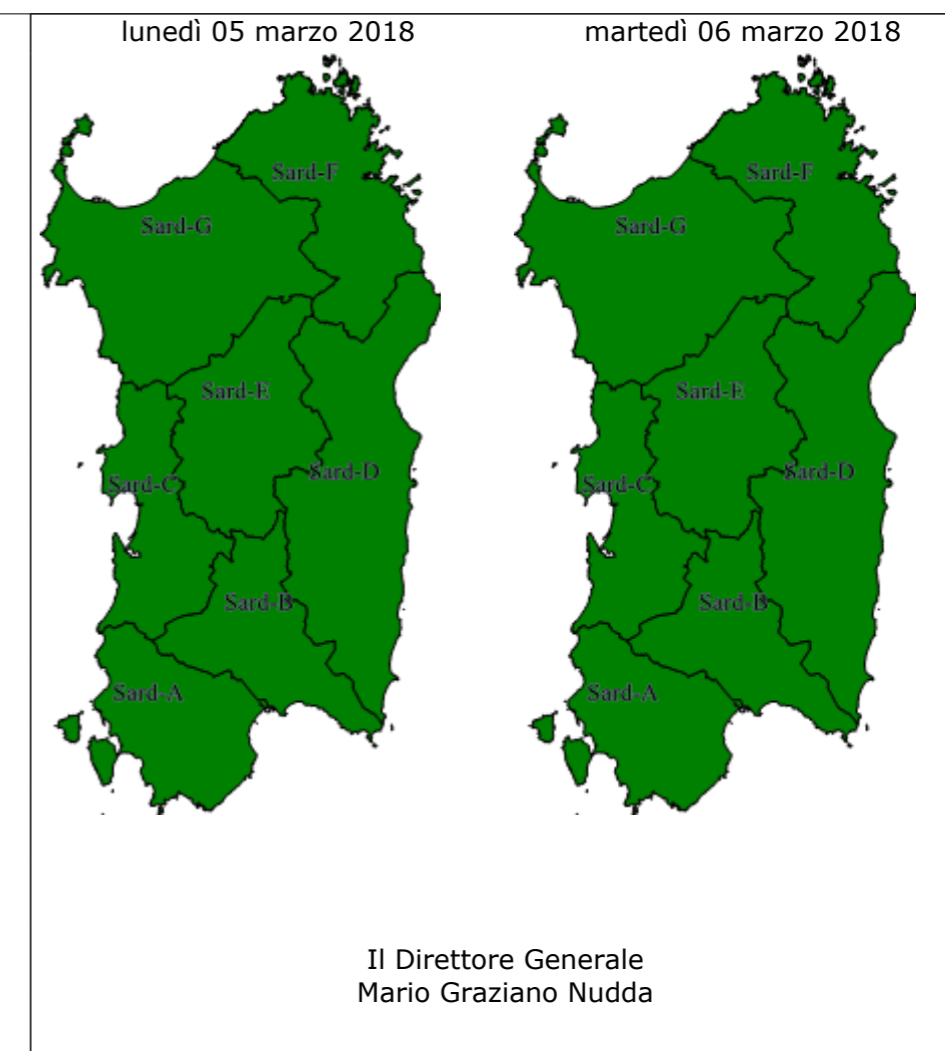 lunedì 05 marzo 2018
martedì 06 marzo 2018
Sard-F
Sard-G
Sard-E
Sard-D
Sard-C
Sard-B
Sard-A
Sard-F
Sard-G
Sard-E
Sard-D
Sard-C
Sard-B
Sard-A
Il Direttore Generale
Mario Graziano Nudda